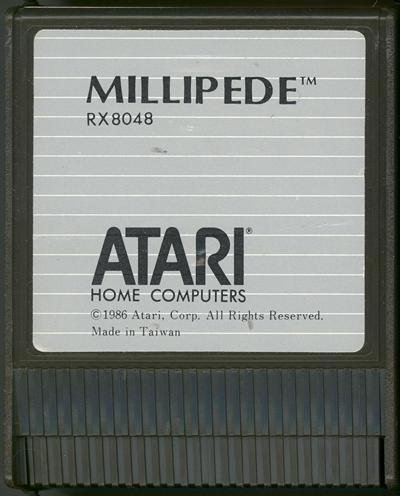 MILLIPEDE™
RX8048
ATARI®
HOME COMPUTERS
©1986 Atari, Corp. All Rights Reserved.
Made in Taiwan